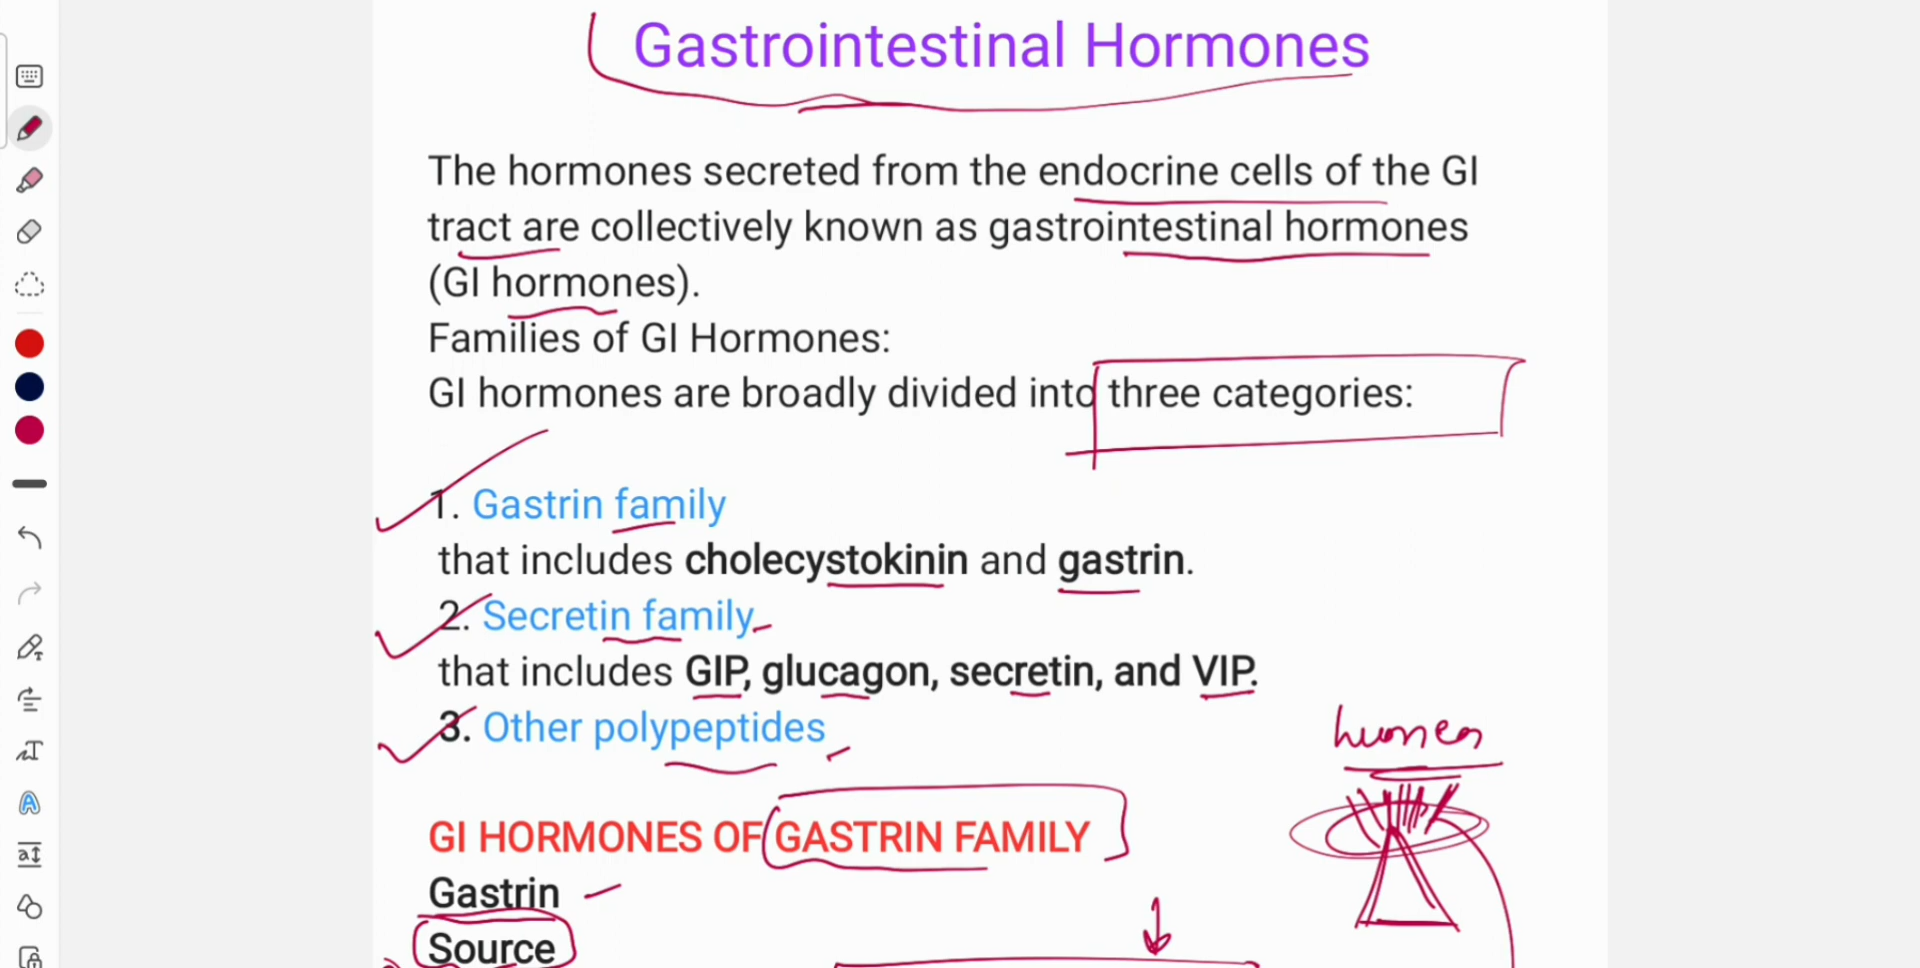 Gastrointestinal Hormones
The hormones secreted from the endocrine cells of the GI
tract are collectively known as gastrointestinal hormones
(GI hormones).
Families of GI Hormones:
GI hormones are broadly divided into three categories:
1. Gastrin family
that includes cholecystokinin and gastrin.
2. Secretin family
that includes GIP, glucagon, secretin, and VIP.
3. Other polypeptides
GI HORMONES OF GASTRIN FAMILY
Gastrin
Source